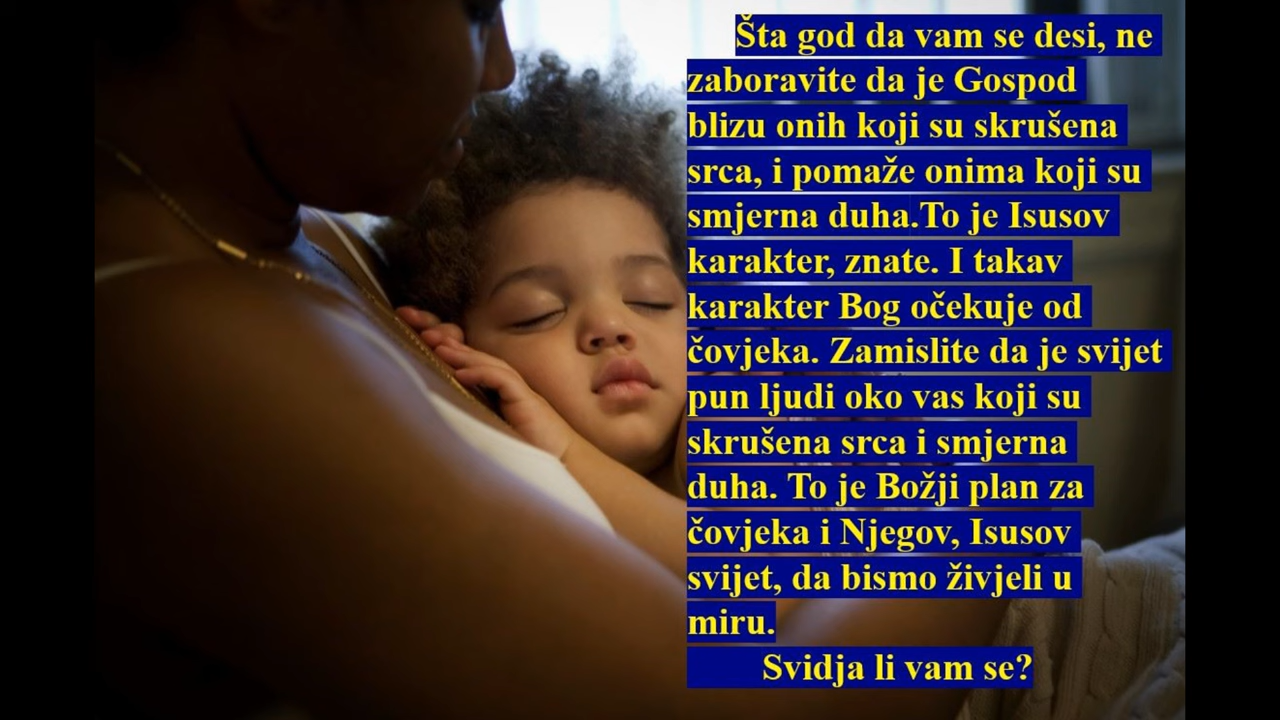 Šta god da vam se desi, ne
zaboravite da je Gospod
blizu onih koji su skrušena
srca, i pomaže onima koji su
smjerna duha.To je Isusov
karakter, znate. I takav
karakter Bog očekuje od
čovjeka. Zamislite da je svijet
pun ljudi oko vas koji su
skrušena srca i smjerna
duha. To je Božji plan za
čovjeka i Njegov, Isusov
svijet, da bismo živjeli u
miru.
Svidja li vam se?